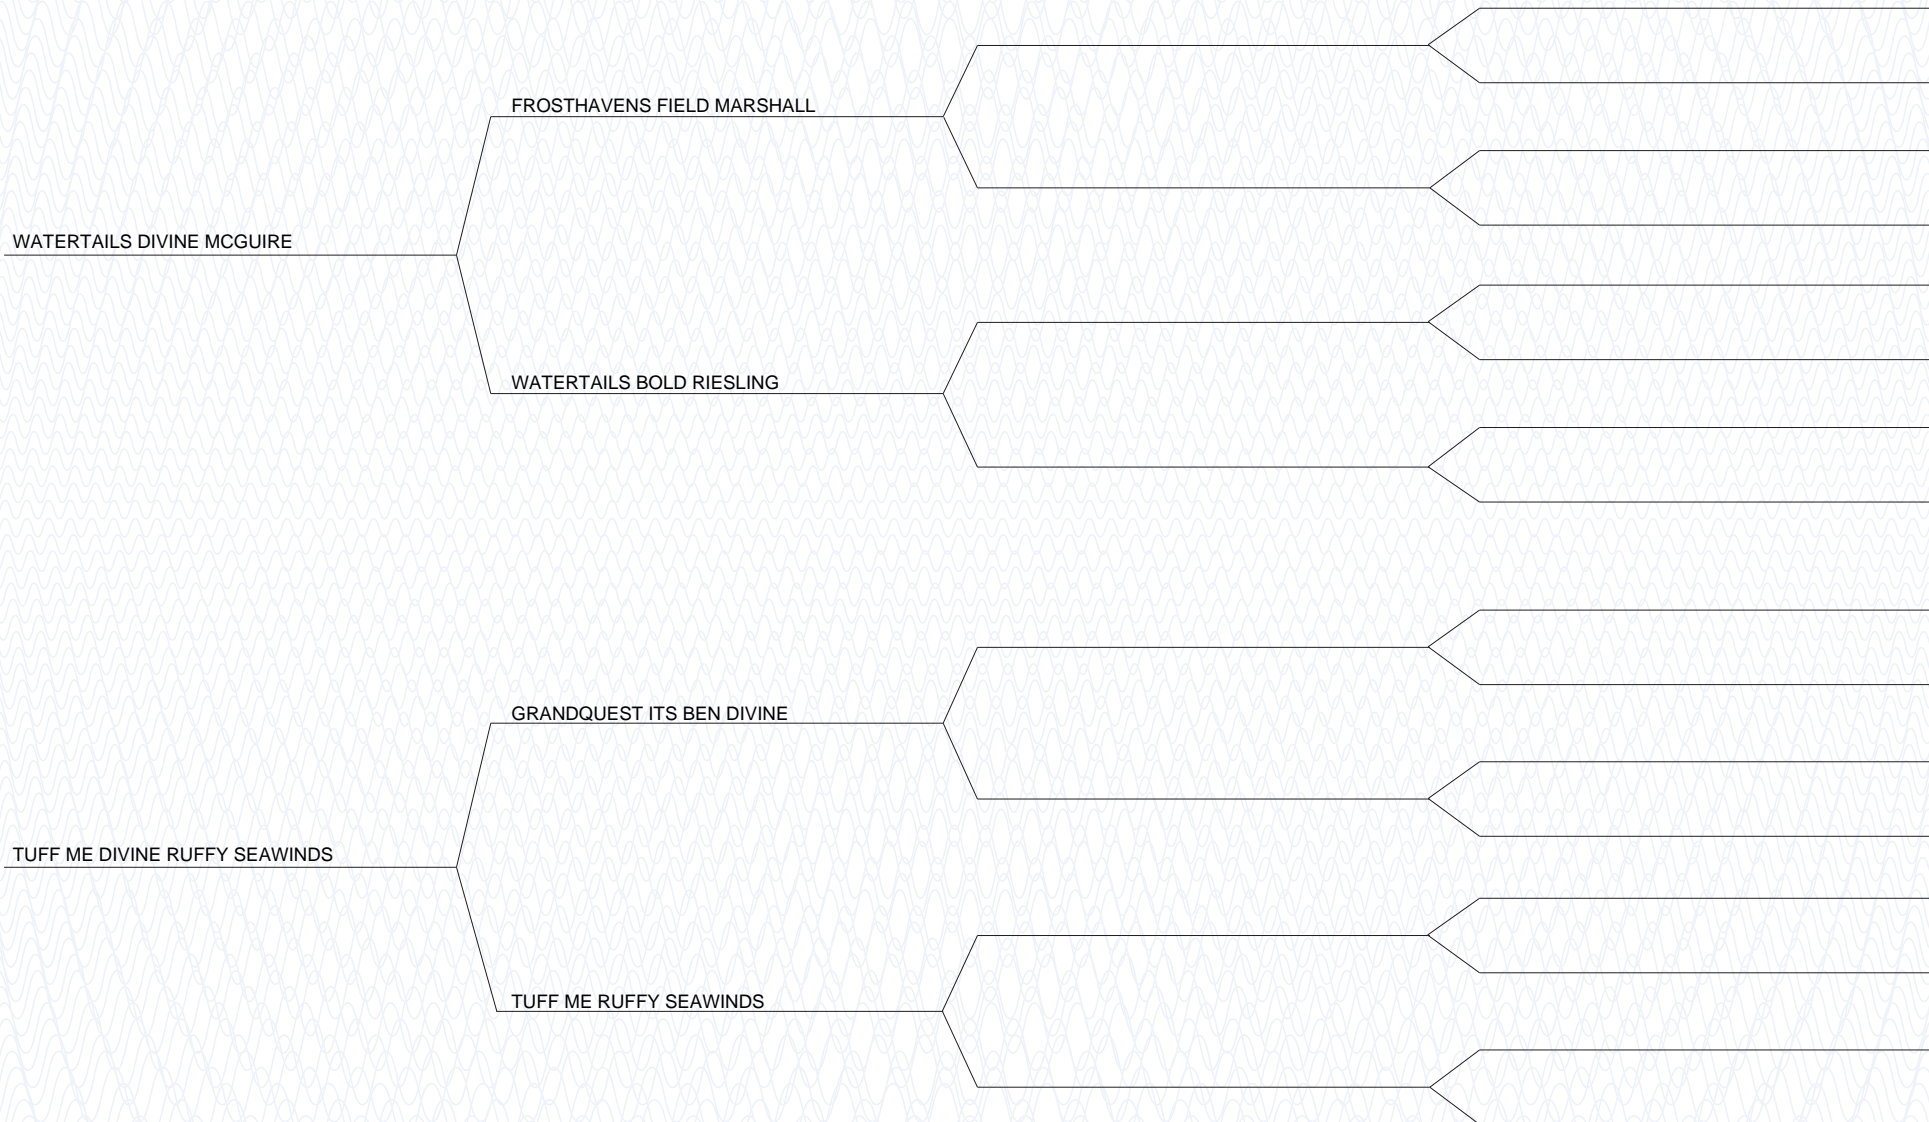 FROSTHAVENS FIELD MARSHALL
WATERTAILS DIVINE MCGUIRE
WATERTAILS BOLD RIESLING
GRANDQUEST ITS BEN DIVINE
TUFF ME DIVINE RUFFY SEAWINDS
TUFF ME RUFFY SEAWINDS